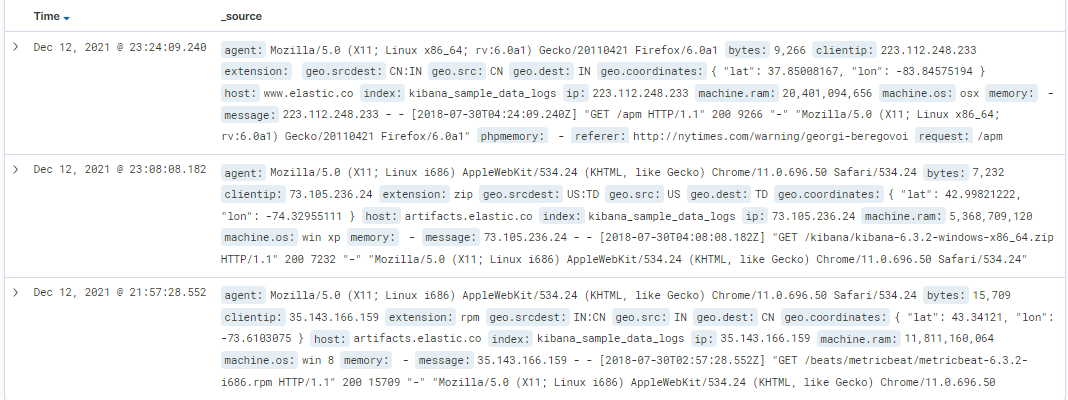 Time _source
Dec 12, 2021 @ 23:24:09.240 agent: Mozilla/5.0 (X11; Linux x86_64; rv:6.0a1) Gecko/20110421 Firefox/6.0a1 bytes: 9,266 clientip: 223.112.248.233
extension: geo.srcdest: CN:IN geo.src: CN geo.dest: IN geo.coordinates: { "lat": 37.85008167, "lon": -83.84575194 }
host: www.elastic.co index: kibana_sample_data_logs ip: 223.112.248.233 machine.ram: 20,401,094,656 machine.os: osx memory: -
message: 223.112.248.233 - - [2018-07-30T04:24:09.240Z] "GET /apm HTTP/1.1" 200 9266 "-" "Mozilla/5.0 (X11; Linux x86_64;
rv:6.0a1) Gecko/20110421 Firefox/6.0a1" phpmemory: - referer: http://nytimes.com/warning/georgi-beregovoi request: /apm
Dec 12, 2021 @ 23:08:08.182 agent: Mozilla/5.0 (X11; Linux i686) AppleWebKit/534.24 (KHTML, like Gecko) Chrome/11.0.696.50 Safari/534.24 bytes: 7,232
clientip: 73.105.236.24 extension: zip geo.srcdest: US:TD geo.src: US geo.dest: TD geo.coordinates: { "lat": 42.99821222,
"lon": -74.32955111 } host: artifacts.elastic.co index: kibana_sample_data_logs ip: 73.105.236.24 machine.ram: 5,368,709,120
machine.os: win xp memory: - message: 73.105.236.24 - - [2018-07-30T04:08:08.182Z] "GET /kibana/kibana-6.3.2-windows-x86_64.zip
HTTP/1.1" 200 7232 "-" "Mozilla/5.0 (X11; Linux i686) AppleWebKit/534.24 (KHTML, like Gecko) Chrome/11.0.696.50 Safari/534.24"
Dec 12, 2021 @ 21:57:28.552 agent: Mozilla/5.0 (X11; Linux i686) AppleWebKit/534.24 (KHTML, like Gecko) Chrome/11.0.696.50 Safari/534.24 bytes: 15,709
clientip: 35.143.166.159 extension: rpm geo.srcdest: IN:CN geo.src: IN geo.dest: CN geo.coordinates: { "lat": 43.34121, "lon":
-73.6103075 } host: artifacts.elastic.co index: kibana_sample_data_logs ip: 35.143.166.159 machine.ram: 11,811,160,064
machine.os: win 8 memory: - message: 35.143.166.159 - - [2018-07-30T02:57:28.552Z] "GET /beats/metricbeat/metricbeat-6.3.2-
i686.rpm HTTP/1.1" 200 15709 "-" "Mozilla/5.0 (X11; Linux i686) AppleWebKit/534.24 (KHTML, like Gecko) Chrome/11.0.696.50